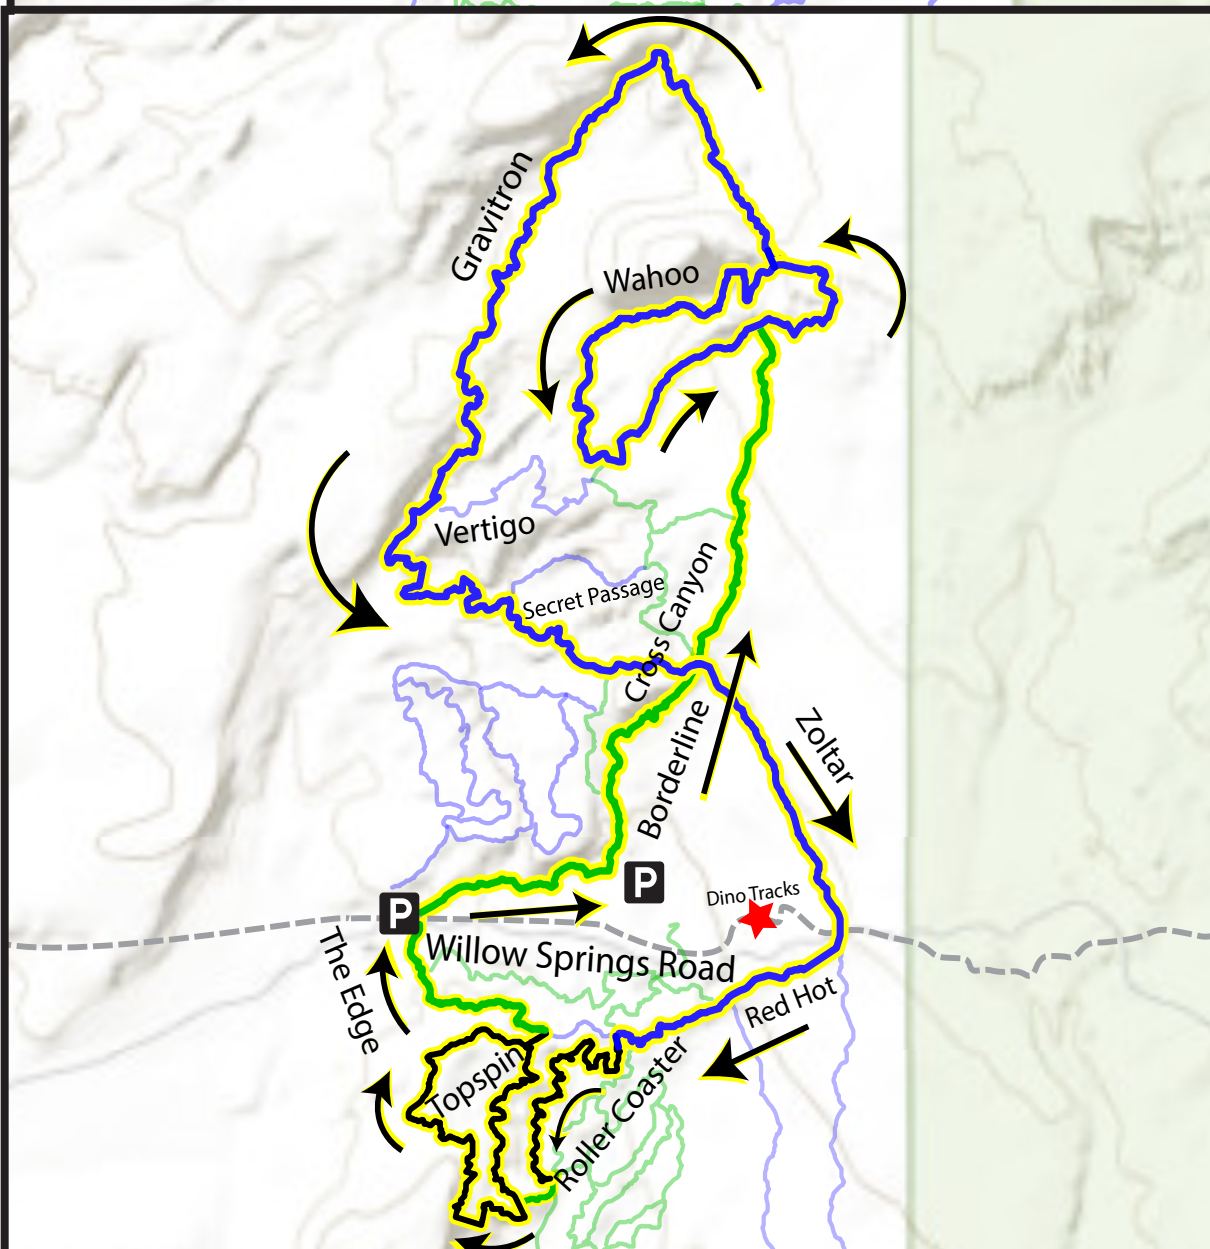 Gravitron
Wahoo
Vertigo
Secret Passage
Cross Canyon
Borderline
Zoltar
P
P
Dino Tracks
Willow Springs Road
The Edge
Red Hot
Topspin
Roller Coaster